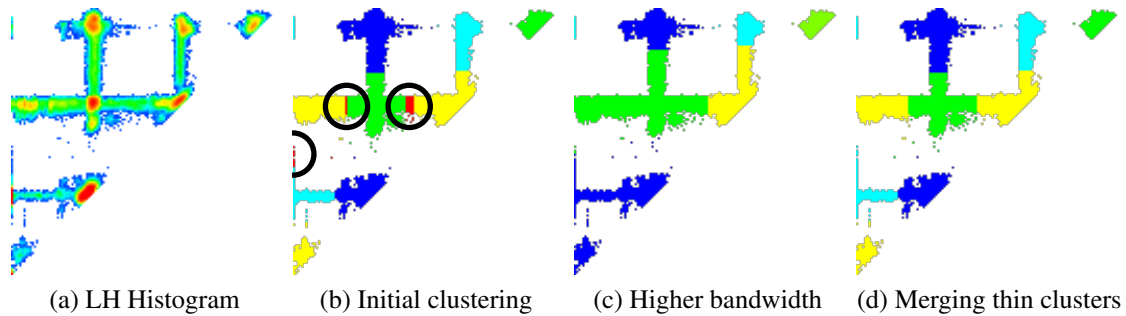 (a) LH Histogram
(b) Initial clustering
(c) Higher bandwidth
(d) Merging thin clusters